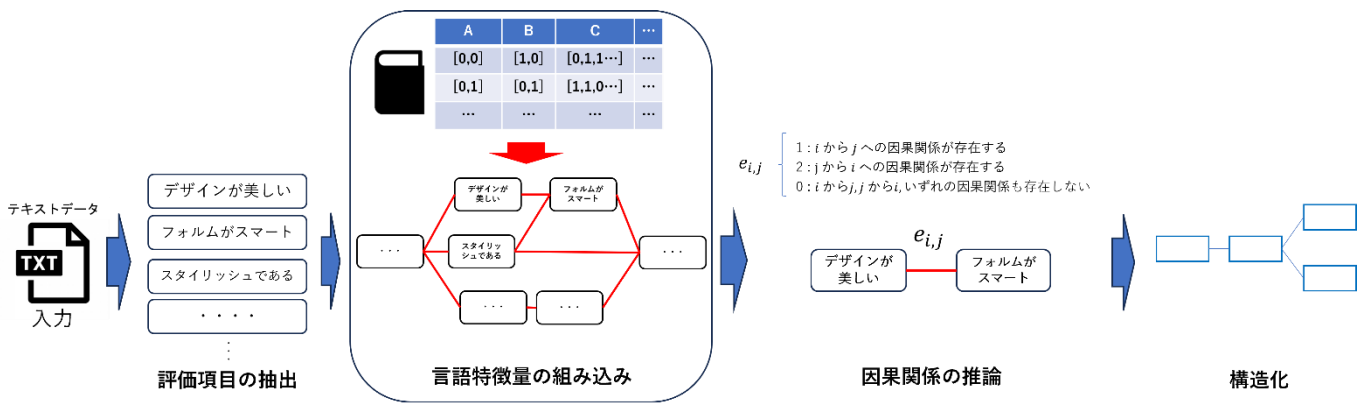 テキストデータ
TXT
入力
デザインが美しい
フォルムがスマート
スタイリッシュである
・・・・
⋮
評価項目の抽出
A B C …
[0,0] [1,0] [0,1,1…] …
[0,1] [0,1] [1,1,0…] …
… … … …
デザインが
美しい
フォルムが
スマート
・・・
スタイリッ
シュである
・・・
・・・
・・・
言語特徴量の組み込み
e_{i,j}
1：iからjへの因果関係が存在する
2：jからiへの因果関係が存在する
0：iからj,jからi,いずれの因果関係も存在しない
e_{i,j}
デザインが
美しい
フォルムが
スマート
因果関係の推論
構造化